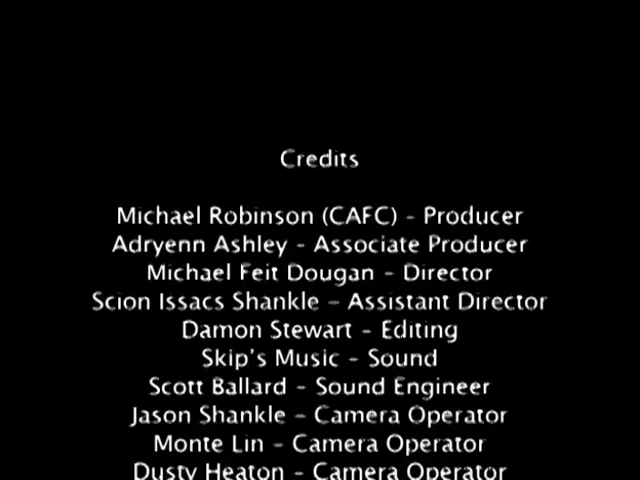 Credits
Michael Robinson (CAFC) - Producer
Adryenn Ashley - Associate Producer
Michael Feit Dougan - Director
Scion Issacs Shankle - Assistant Director
Damon Stewart - Editing
Skip's Music - Sound
Scott Ballard - Sound Engineer
Jason Shankle - Camera Operator
Monte Lin - Camera Operator
Dusty Heaton - Camera Operator